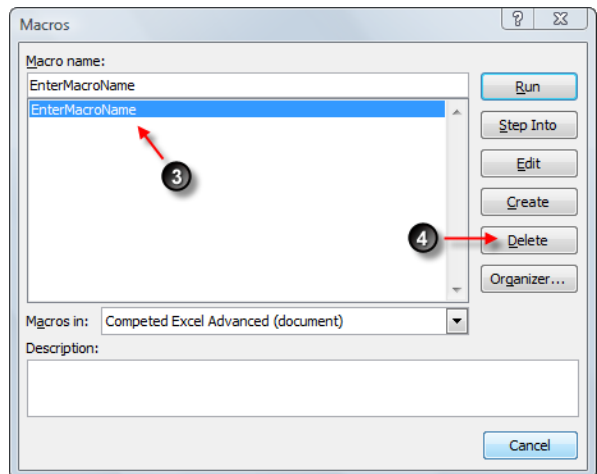 Macros
Macro name:
EnterMacroName
Run
EnterMacroName
Step Into
3
Edit
Create
4
Delete
Organizer...
Macros in: Competed Excel Advanced (document)
Description:
Cancel